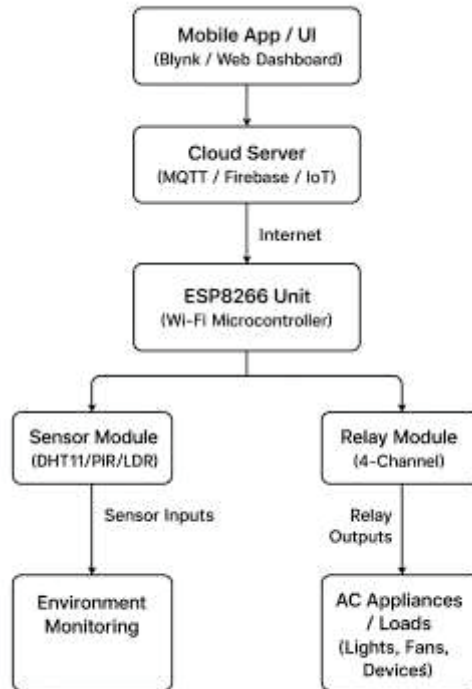 Mobile App / UI
(Blynk / Web Dashboard)
Cloud Server
(MQTT / Firebase / IoT)
Internet
ESP8266 Unit
(Wi-Fi Microcontroller)
Sensor Module
(DHT11/PiR/LDR)
Relay Module
(4-Channel)
Sensor Inputs
Relay
Outputs
Environment
Monitoring
AC Appliances
/ Loads
(Lights, Fans,
Devices)